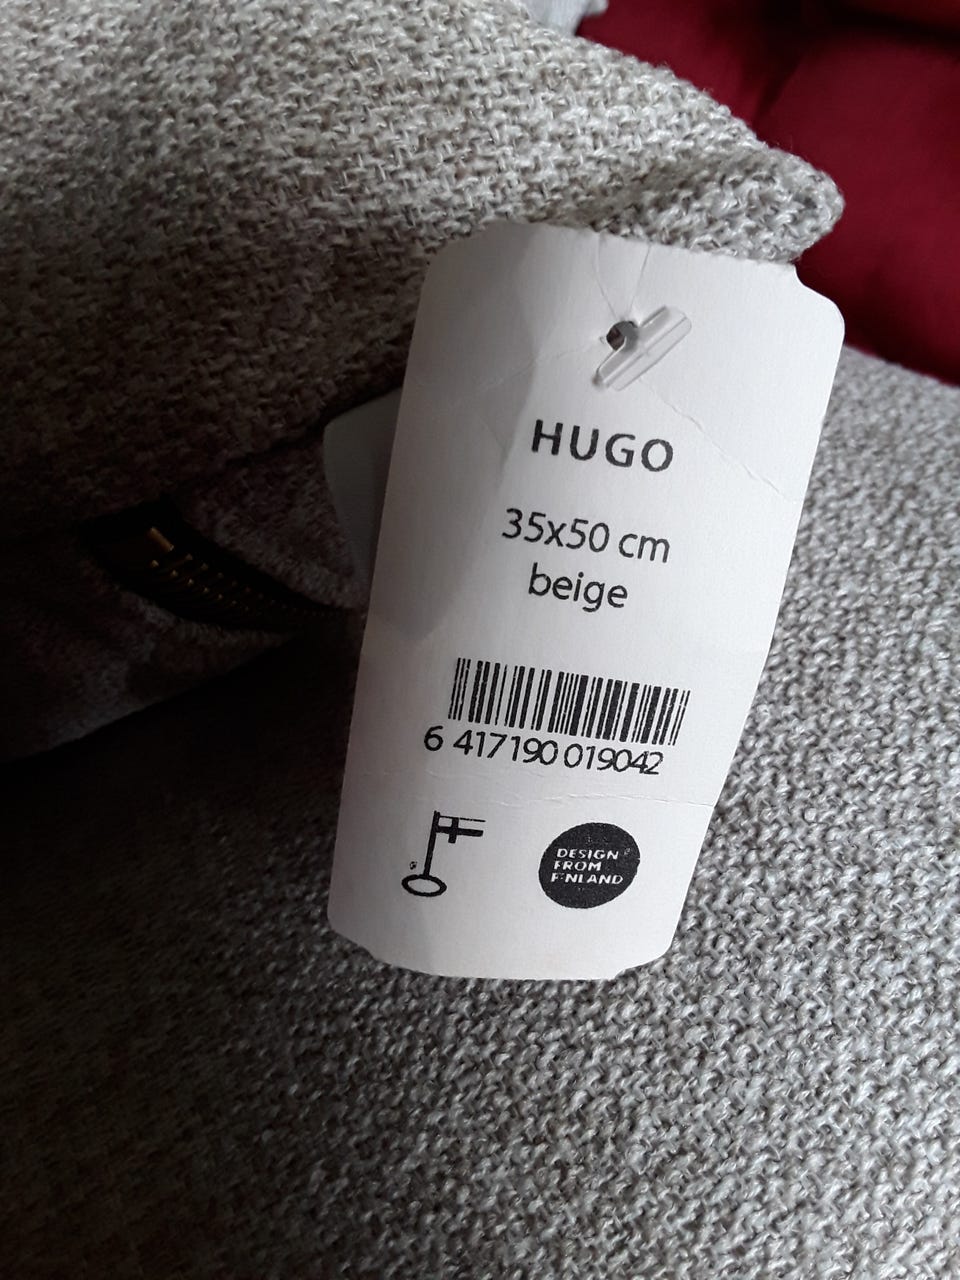 HUGO
35x50 cm
beige
6 417190 019042
DESIGN
FROM
FINLAND